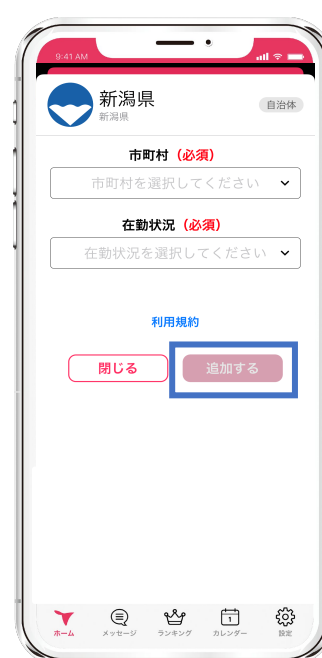 9:41 AM
新潟県
新潟県
自治体
市町村（必須）
市町村を選択してください
在勤状況（必須）
在勤状況を選択してください
利用規約
閉じる
追加する
1
ホーム
メッセージ
ランキング
カレンダー
設定